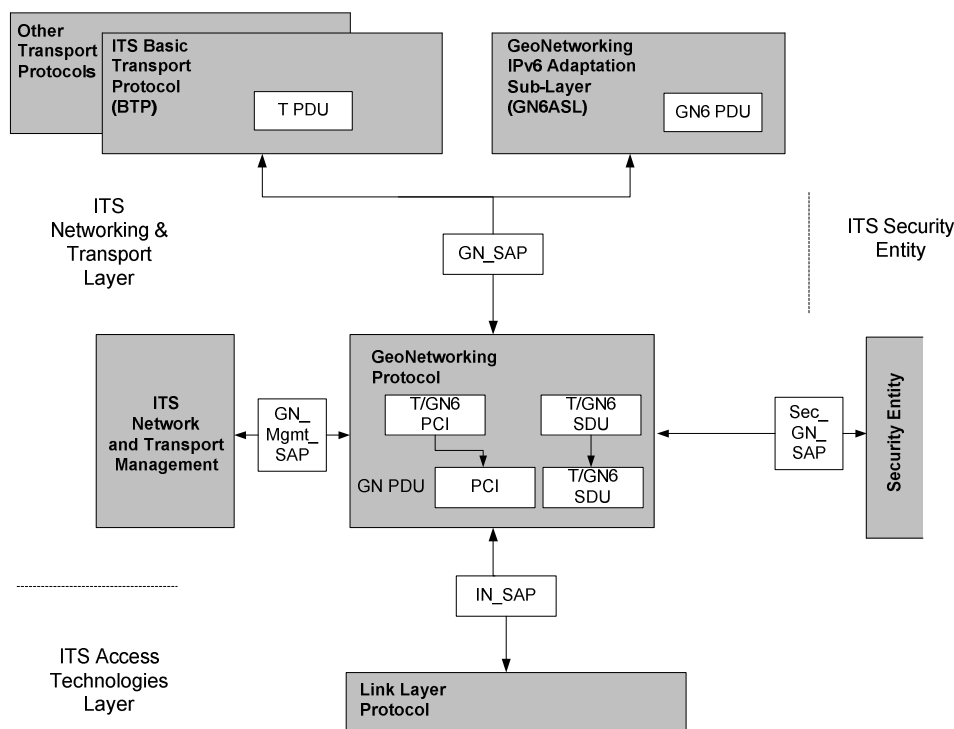 Other
Transport
Protocols
ITS Basic
Transport
Protocol
(BTP)
T PDU
GeoNetworking
IPv6 Adaptation
Sub-Layer
(GN6ASL)
GN6 PDU
ITS
Networking &
Transport
Layer
GN_SAP
ITS Security
Entity
ITS
Network
and Transport
Management
GN_
Mgmt_
SAP
GeoNetworking
Protocol
T/GN6
PCI
T/GN6
SDU
GN PDU
PCI
T/GN6
SDU
Sec_
GN_
SAP
Security Entity
IN_SAP
ITS Access
Technologies
Layer
Link Layer
Protocol